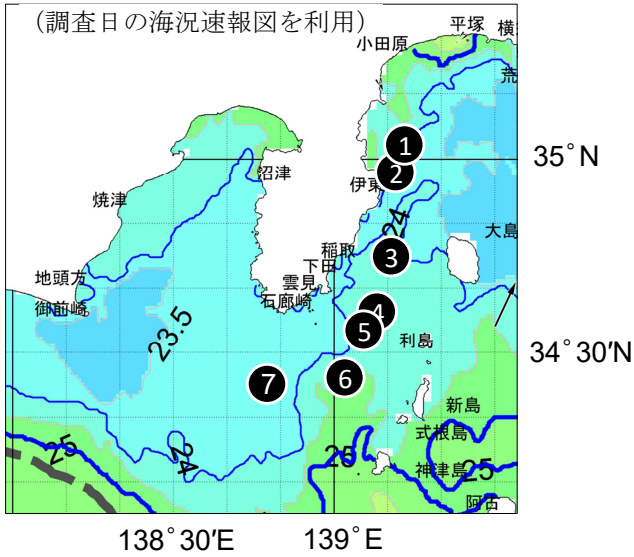 （調査日の海況速報図を利用）
平塚
横
小田原
荒
1
35°N
沼津
2
伊東
焼津
24
大島
稲取
3
下田
地頭方
雲見
石廊崎
御前崎
4
23.5
5
利島
34°30′N
6
7
新島
式根島
25
24
25
神津島
25
阿古
138°30′E
139°E